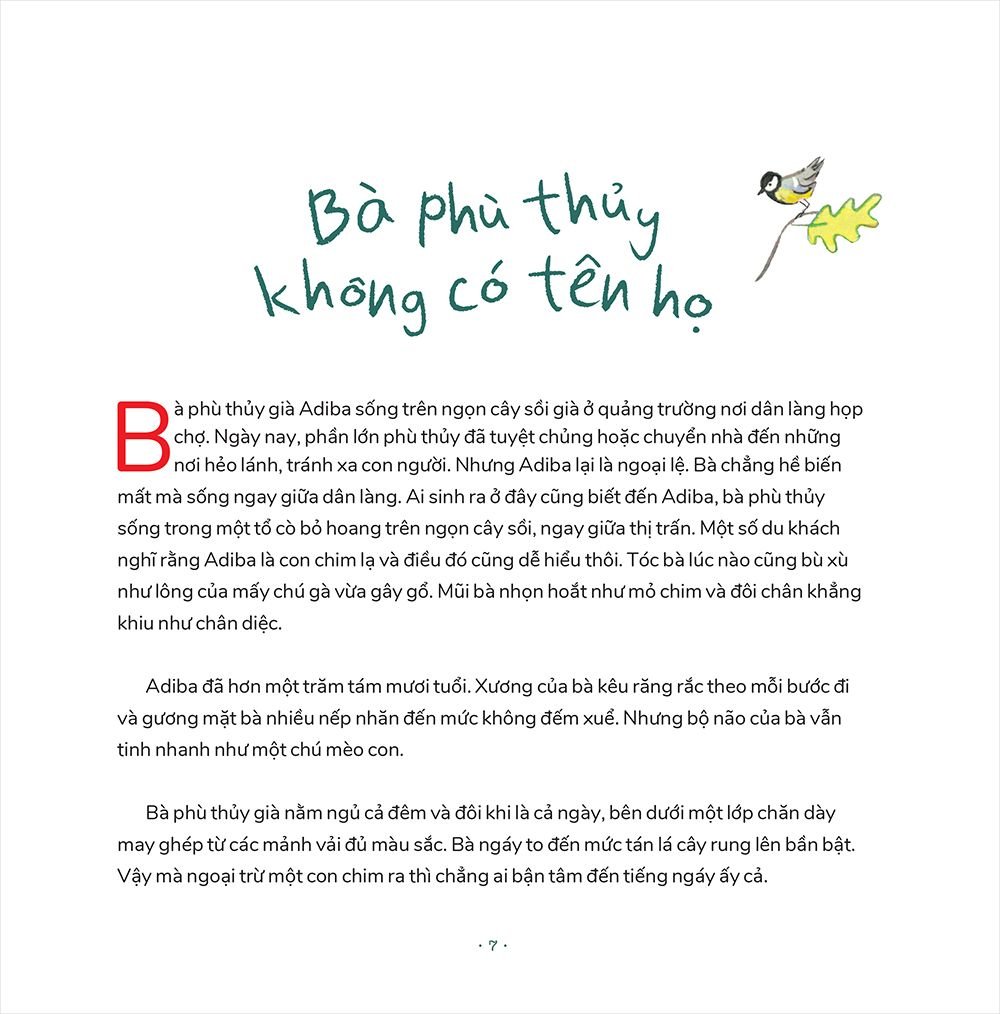 Bà phù thủy
không có tên họ
Bà phù thủy già Adiba sống trên ngọn cây sồi già ở quảng trường nơi dân làng họp
chợ. Ngày nay, phần lớn phù thủy đã tuyệt chủng hoặc chuyển nhà đến những
nơi hẻo lánh, tránh xa con người. Nhưng Adiba lại là ngoại lệ. Bà chẳng hề biến
mất mà sống ngay giữa dân làng. Ai sinh ra ở đây cũng biết đến Adiba, bà phù thủy
sống trong một tổ cò bỏ hoang trên ngọn cây sồi, ngay giữa thị trấn. Một số du khách
nghĩ rằng Adiba là con chim lạ và điều đó cũng dễ hiểu thôi. Tóc bà lúc nào cũng bù xù
như lông của mấy chú gà vừa gây gổ. Mũi bà nhọn hoắt như mỏ chim và đôi chân khẳng
khiu như chân diệc.
Adiba đã hơn một trăm tám mươi tuổi. Xương của bà kêu răng rắc theo mỗi bước đi
và gương mặt bà nhiều nếp nhăn đến mức không đếm xuể. Nhưng bộ não của bà vẫn
tinh nhanh như một chú mèo con.
Bà phù thủy già nằm ngủ cả đêm và đôi khi là cả ngày, bên dưới một lớp chăn dày
may ghép từ các mảnh vải đủ màu sắc. Bà ngáy to đến mức tán lá cây rung lên bần bật.
Vậy mà ngoại trừ một con chim ra thì chẳng ai bận tâm đến tiếng ngáy ấy cả.
· 7 ·